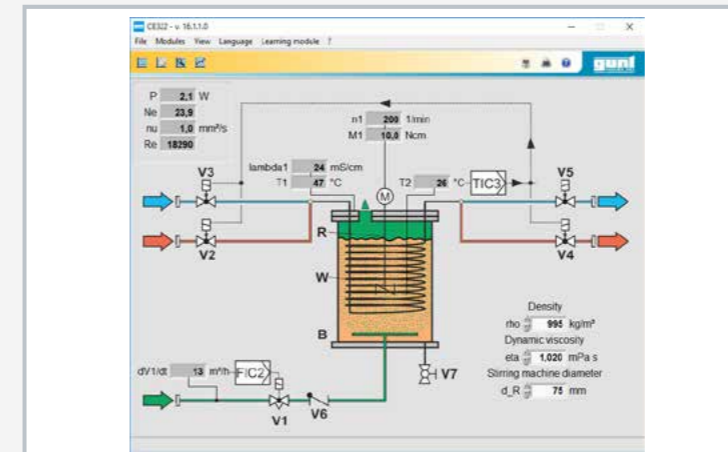 CE322 - v. 16.1.1.0
File Modules View Language Learning module ?
gunt
P 2,1 W
Ne 23,9
nu 1,0 mm²/s
Re 18290
n1 200 1/min
M1 10,0 Ncm
lambda1 24 mS/cm
T1 47 °C
T2 26 °C
TIC3
M
V3
V5
V2
V4
R
W
B
Density
rho 995 kg/m³
Dynamic viscosity
eta 1,020 mPa s
Stirring machine diameter
d_R 75 mm
dV1/dt 13 m³/h
FIC2
V7
V1
V6